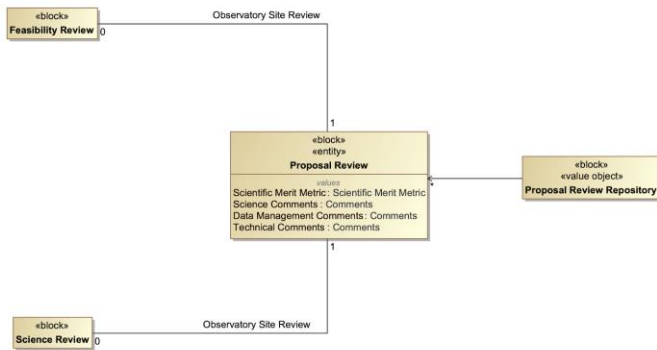 Observatory Site Review
«block»
Feasibility Review
0
1
«block»
«entity»
Proposal Review
values
Scientific Merit Metric : Scientific Merit Metric
Science Comments : Comments
Data Management Comments : Comments
Technical Comments : Comments
*
«block»
«value object»
Proposal Review Repository
1
Observatory Site Review
«block»
Science Review
0